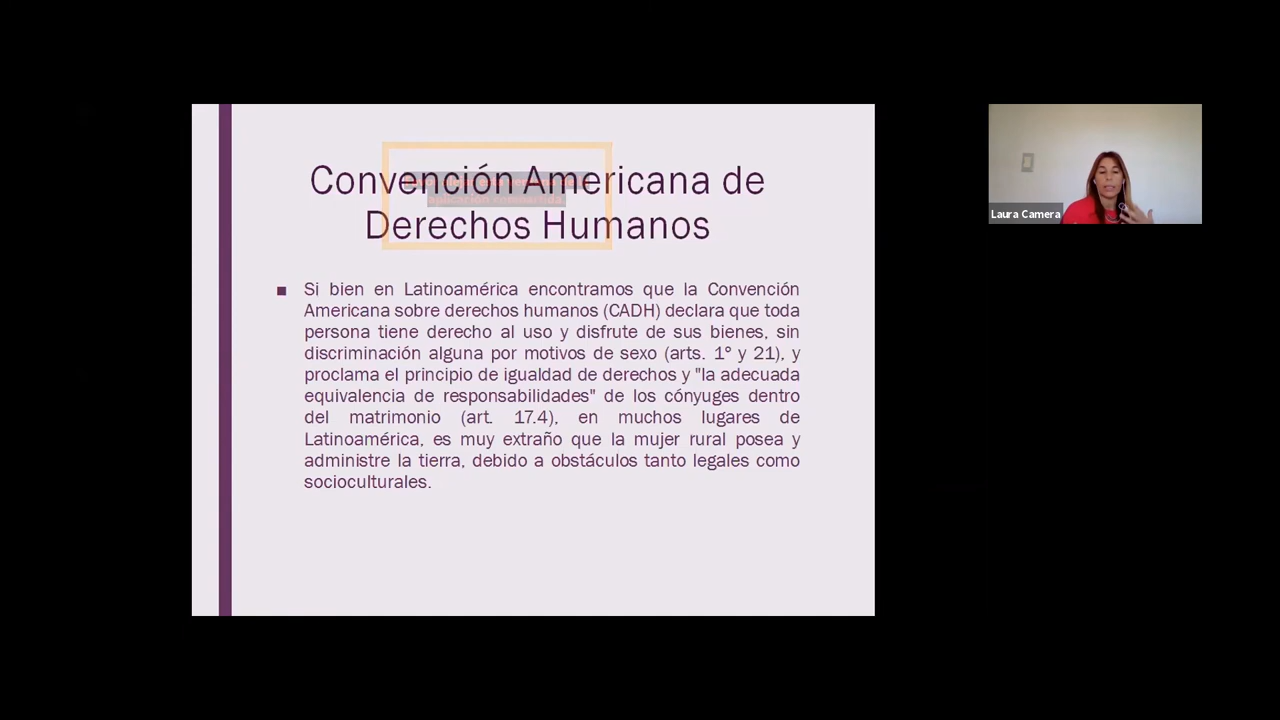 Convención Americana de
Derechos Humanos
aplicación compartida.
■ Si bien en Latinoamérica encontramos que la Convención
Americana sobre derechos humanos (CADH) declara que toda
persona tiene derecho al uso y disfrute de sus bienes, sin
discriminación alguna por motivos de sexo (arts. 1° y 21), y
proclama el principio de igualdad de derechos y "la adecuada
equivalencia de responsabilidades" de los cónyuges dentro
del matrimonio (art. 17.4), en muchos lugares de
Latinoamérica, es muy extraño que la mujer rural posea y
administre la tierra, debido a obstáculos tanto legales como
socioculturales.
Laura Camera